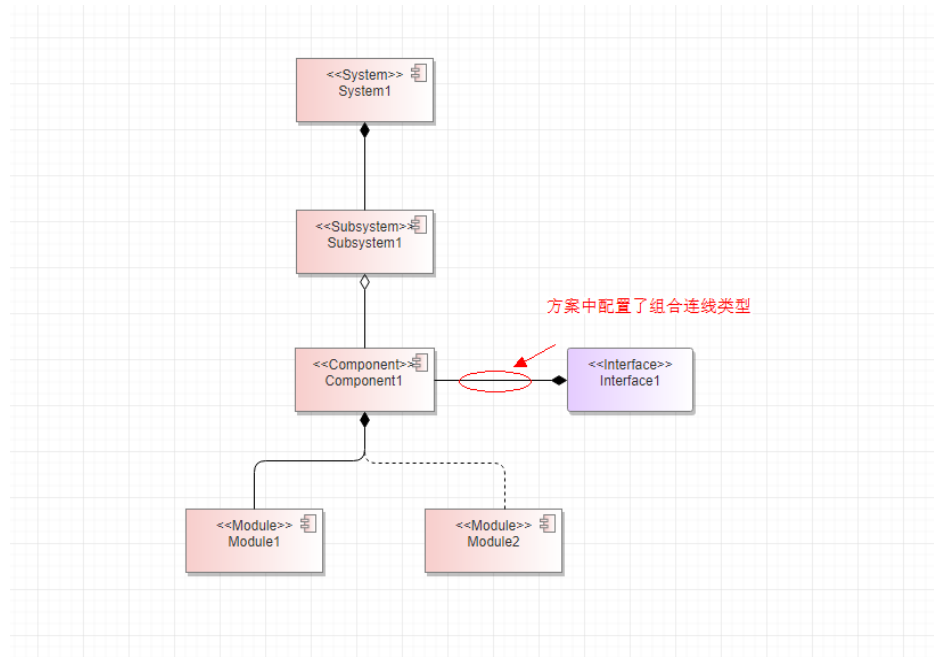 <<System>>
System1
<<Subsystem>>
Subsystem1
方案中配置了组合连线类型
<<Component>>
Component1
<<Interface>>
Interface1
<<Module>>
Module1
<<Module>>
Module2